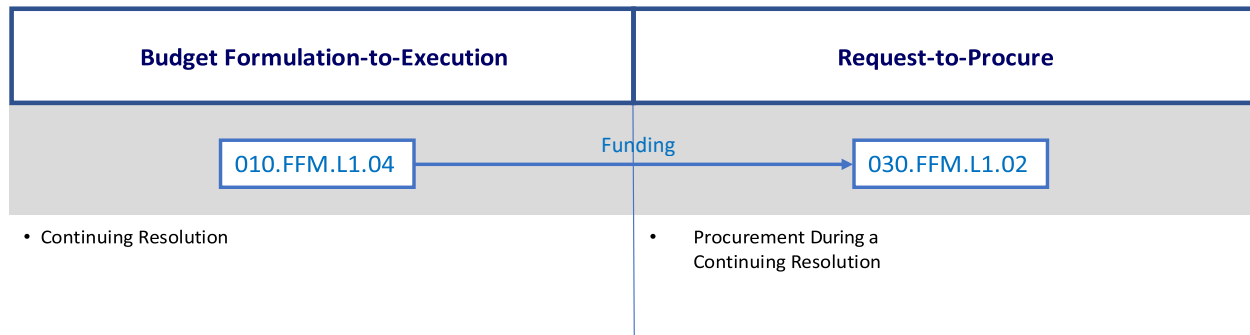 Budget Formulation-to-Execution
Request-to-Procure
Funding
010.FFM.L1.04
030.FFM.L1.02
• Continuing Resolution
• Procurement During a
Continuing Resolution